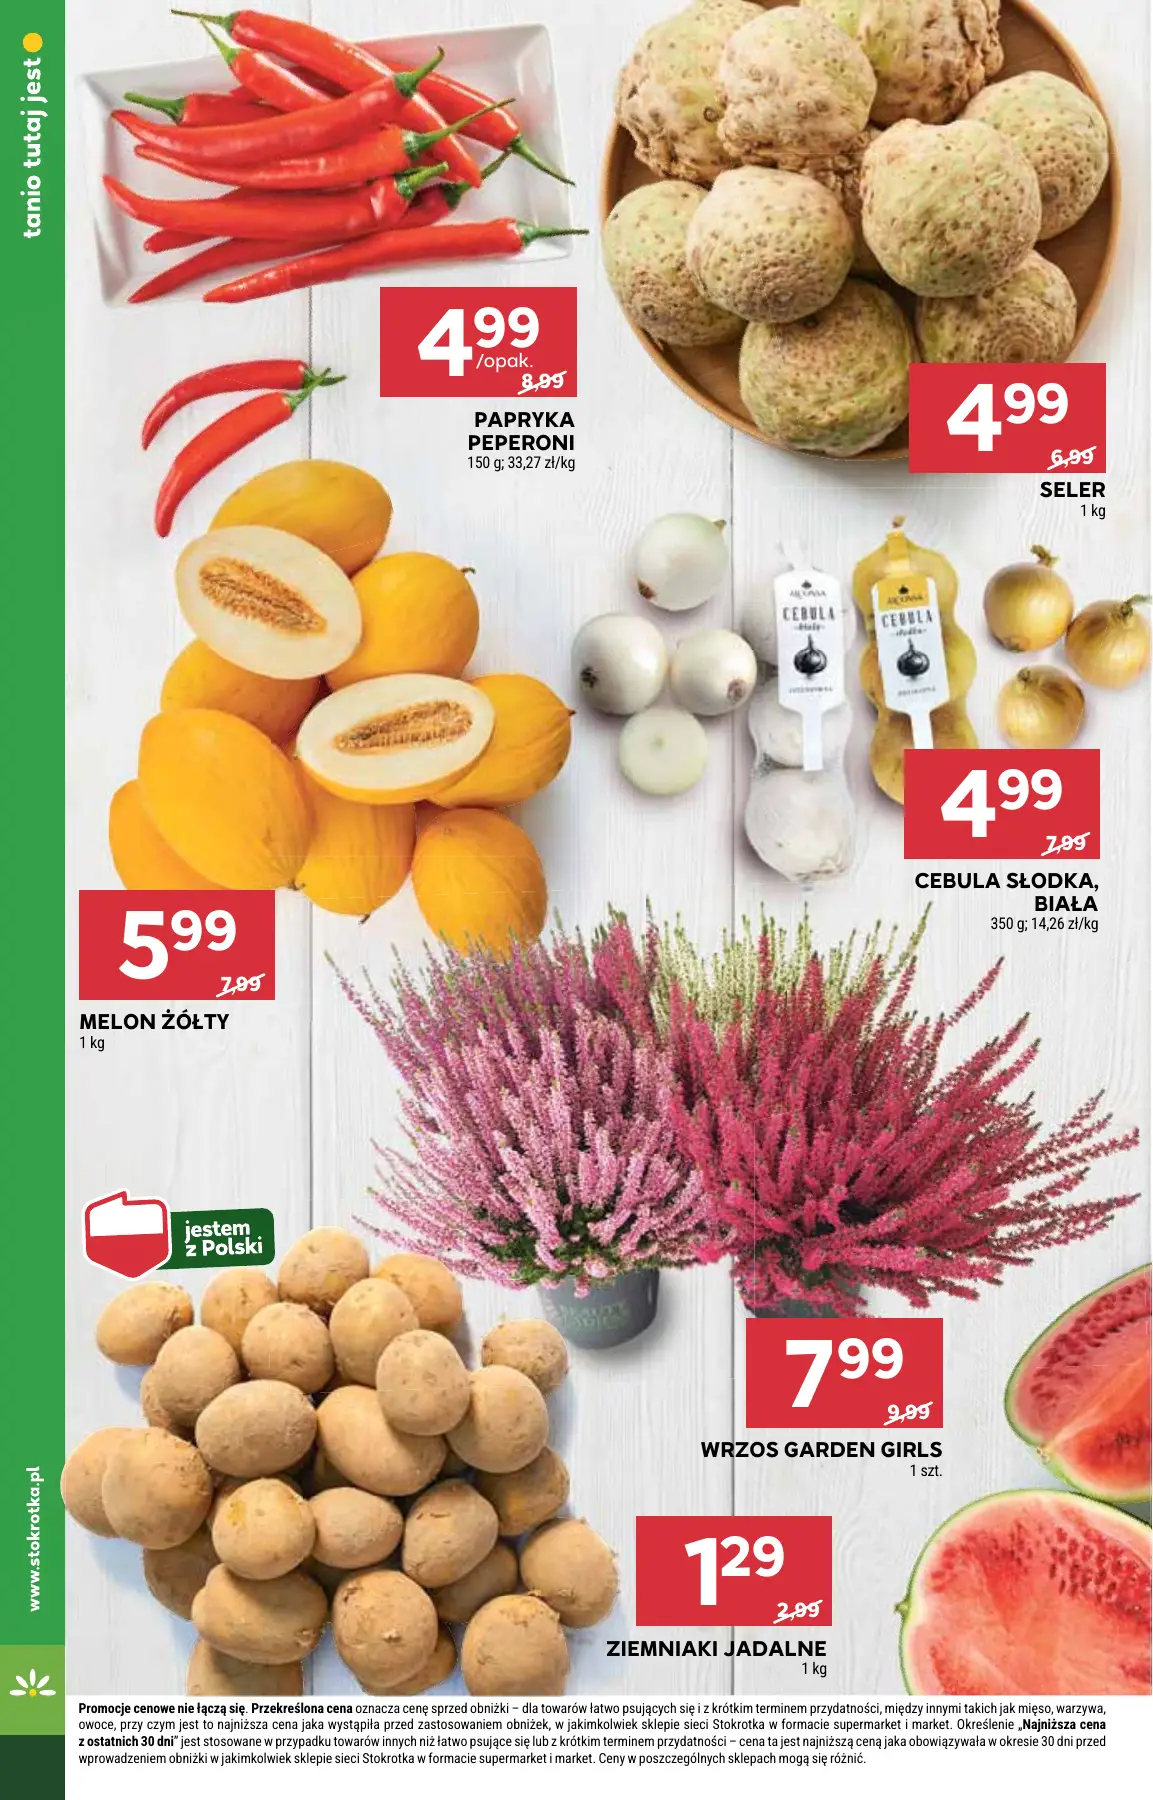 tanio tutaj jest
4 99
/opak.
8,99
PAPRYKA
PEPERONI
150 g; 33,27 zł/kg
4 99
6,99
SELER
1 kg
CEBULA
biała
CEBULA
słodka
4 99
7,99
CEBULA SŁODKA,
BIAŁA
350 g; 14,26 zł/kg
5 99
7,99
MELON ŻÓŁTY
1 kg
jestem
z Polski
7 99
9,99
WRZOS GARDEN GIRLS
1 szt.
1 29
2,99
ZIEMNIAKI JADALNE
1 kg
www.stokrotka.pl
Promocje cenowe nie łączą się. Przekreślona cena oznacza cenę sprzed obniżki – dla towarów łatwo psujących się i z krótkim terminem przydatności, między innymi takich jak mięso, warzywa,
owoce, przy czym jest to najniższa cena jaka wystąpiła przed zastosowaniem obniżek, w jakimkolwiek sklepie sieci Stokrotka w formacie supermarket i market. Określenie „Najniższa cena
z ostatnich 30 dni” jest stosowane w przypadku towarów innych niż łatwo psujące się lub z krótkim terminem przydatności – cena ta jest najniższą ceną jaka obowiązywała w okresie 30 dni przed
wprowadzeniem obniżki w jakimkolwiek sklepie sieci Stokrotka w formacie supermarket i market. Ceny w poszczególnych sklepach mogą się różnić.